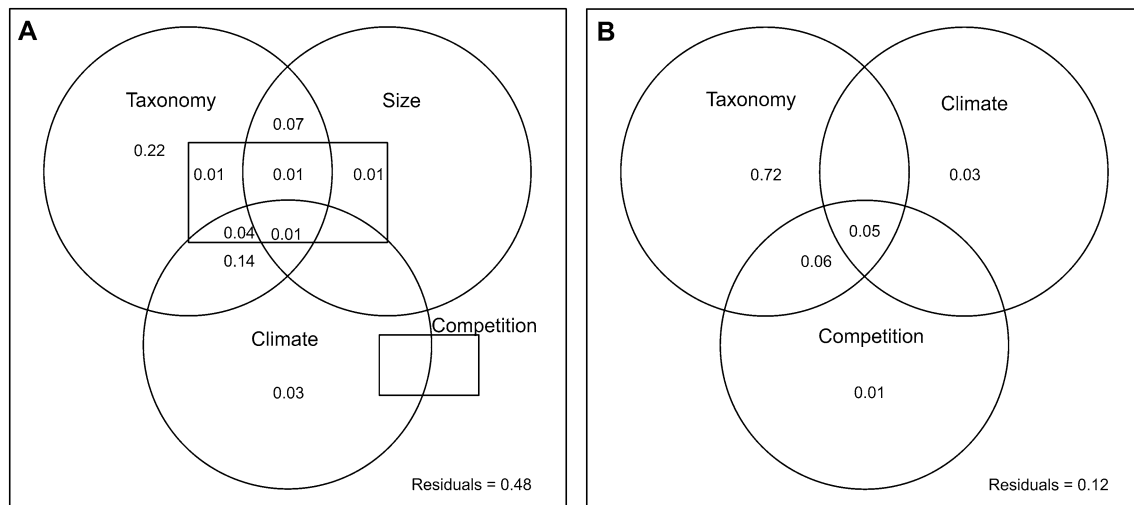 A
Taxonomy
Size
0.07
0.22
0.01
0.01
0.01
0.04
0.01
0.14
Competition
Climate
0.03
Residuals = 0.48
B
Taxonomy
Climate
0.72
0.03
0.05
0.06
Competition
0.01
Residuals = 0.12